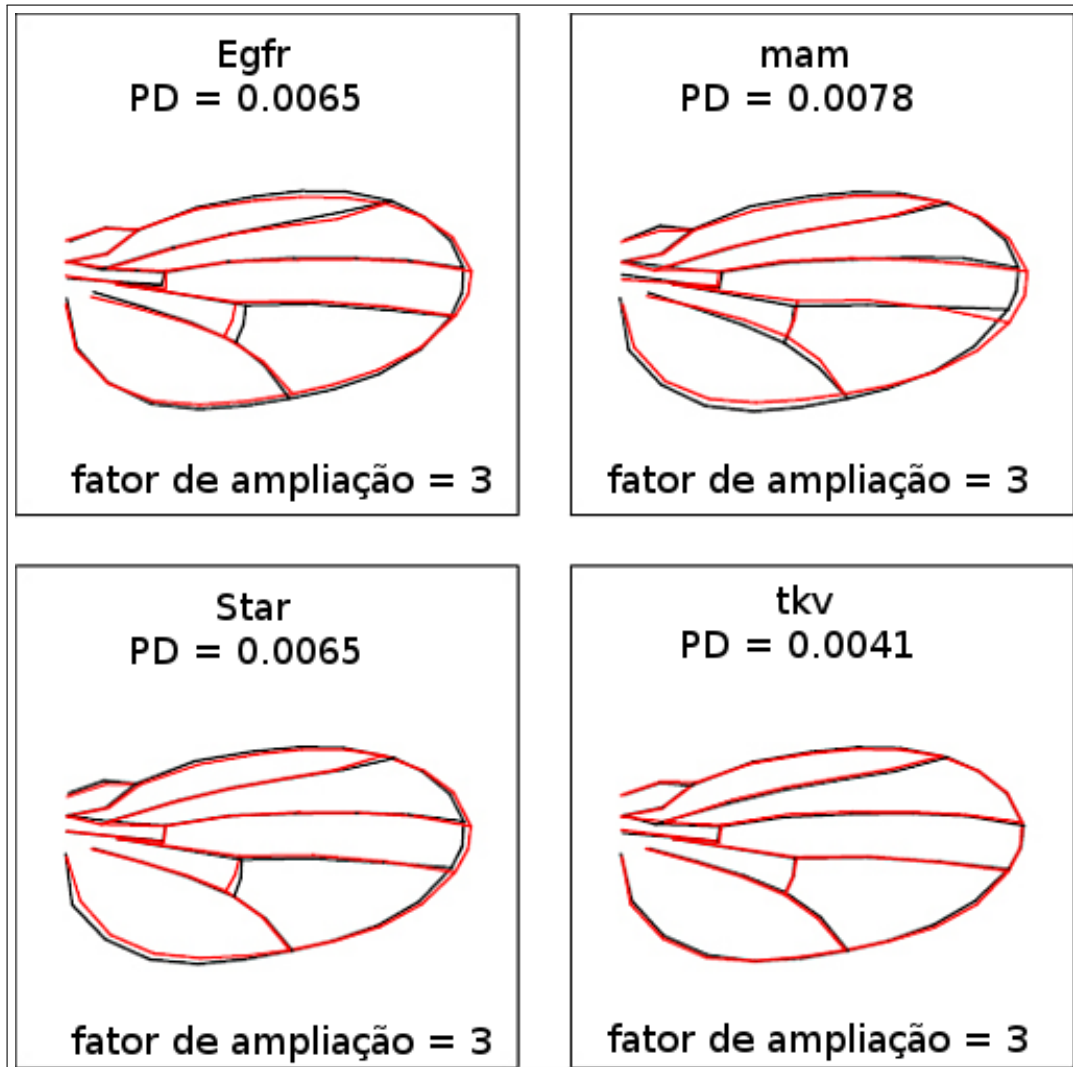 Egfr
PD = 0.0065
fator de ampliação = 3
mam
PD = 0.0078
fator de ampliação = 3
Star
PD = 0.0065
fator de ampliação = 3
tkv
PD = 0.0041
fator de ampliação = 3